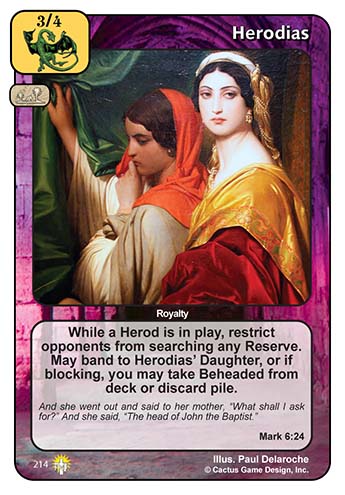 3/4
Herodias
Royalty
While a Herod is in play, restrict
opponents from searching any Reserve.
May band to Herodias' Daughter, or if
blocking, you may take Beheaded from
deck or discard pile.
And she went out and said to her mother, “What shall I ask
for?” And she said, “The head of John the Baptist.”
Mark 6:24
214
Illus. Paul Delaroche
© Cactus Game Design, Inc.